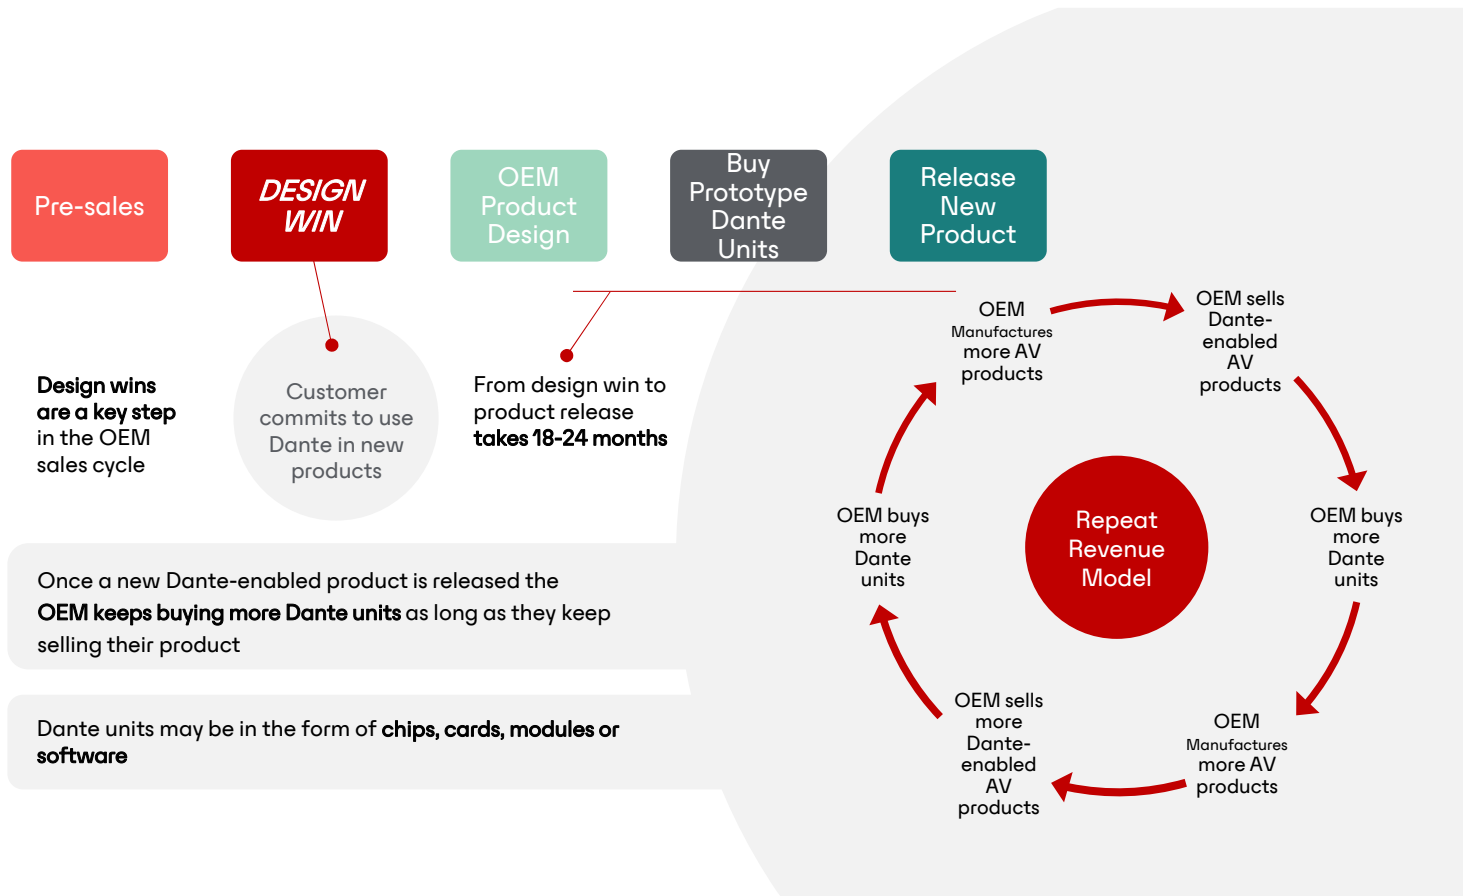 Pre-sales
DESIGN
WIN
OEM
Product
Design
Buy
Prototype
Dante
Units
Release
New
Product
Design wins
are a key step
in the OEM
sales cycle
Customer
commits to use
Dante in new
products
From design win to
product release
takes 18-24 months
Once a new Dante-enabled product is released the
OEM keeps buying more Dante units as long as they keep
selling their product
Dante units may be in the form of chips, cards, modules or
software
OEM
Manufactures
more AV
products
OEM sells
Dante-
enabled
AV
products
OEM buys
more
Dante
units
OEM
Manufactures
more AV
products
OEM sells
more
Dante-
enabled
AV
products
OEM buys
more
Dante
units
Repeat
Revenue
Model